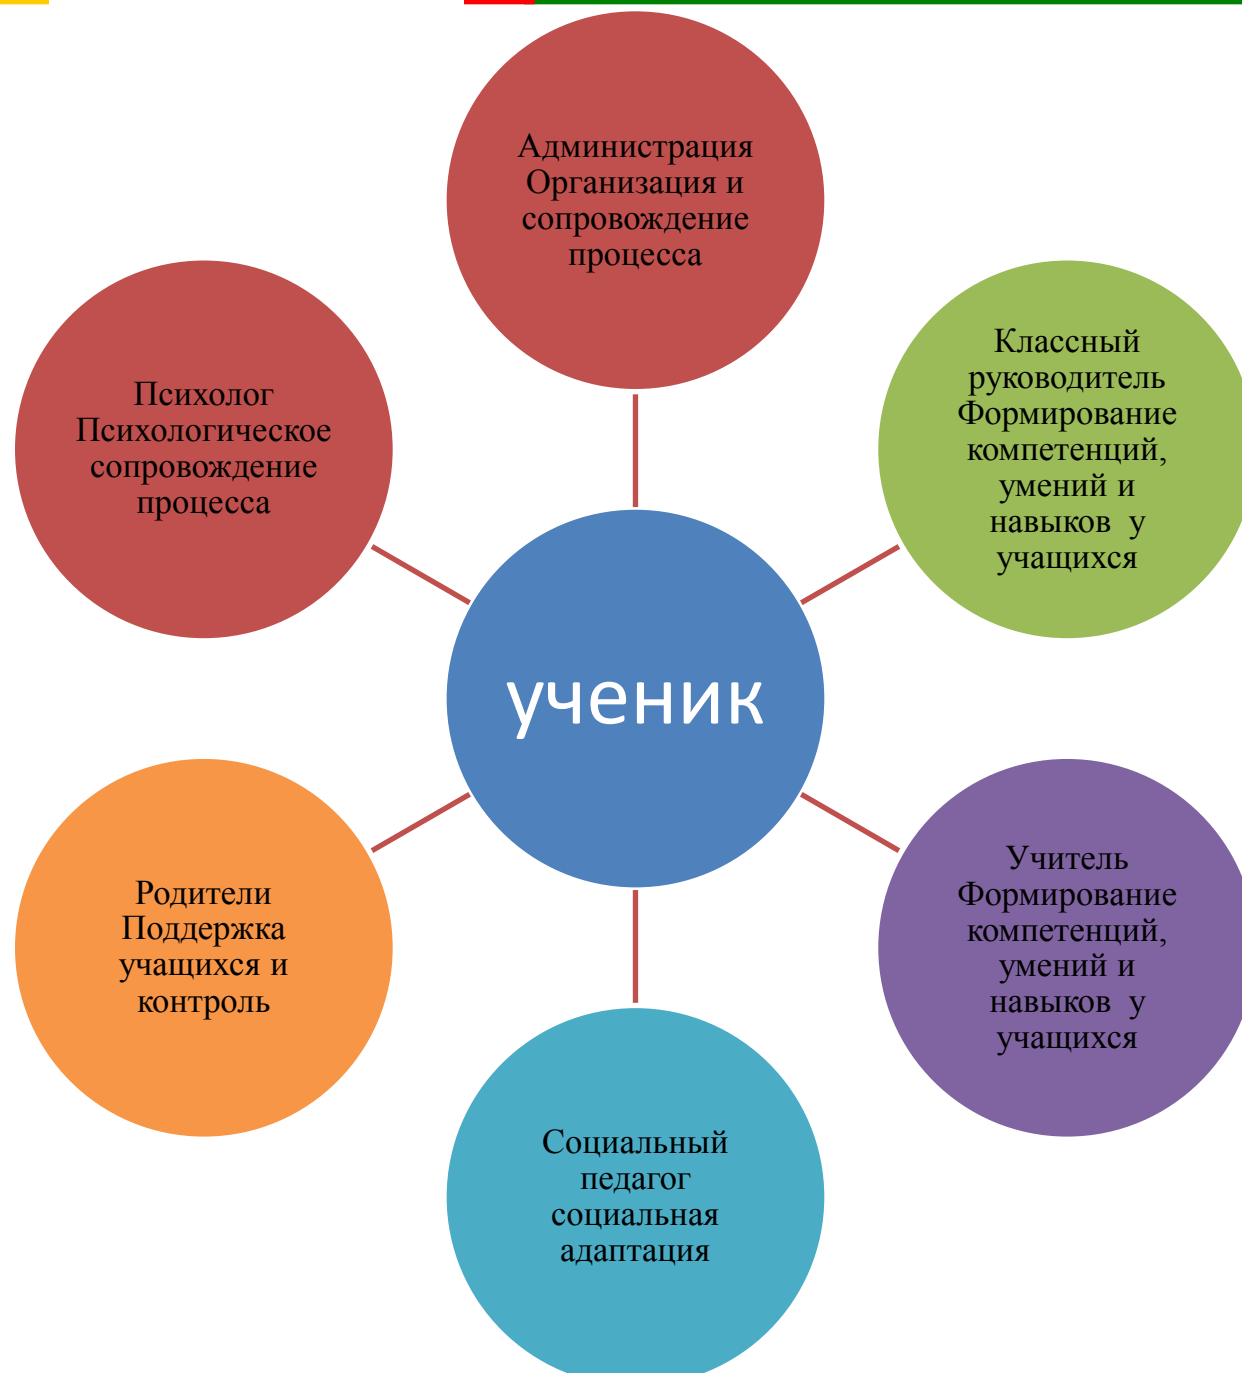 Администрация
Организация и
сопровождение
процесса
Классный
руководитель
Формирование
компетенций,
умений и
навыков у
учащихся
Учитель
Формирование
компетенций,
умений и
навыков у
учащихся
Социальный
педагог
социальная
адаптация
Родители
Поддержка
учащихся и
контроль
Психолог
Психологическое
сопровождение
процесса
ученик